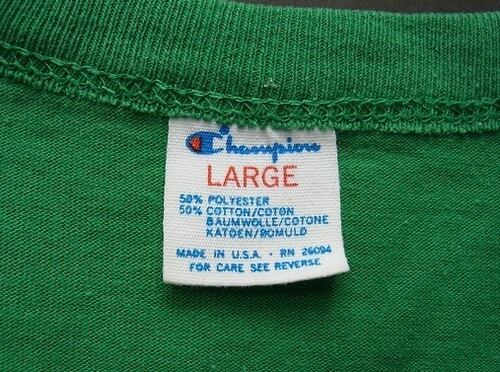 Champion
LARGE
50% POLYESTER
50% COTTON/COTON
BAUMWOLLE/COTONE
KATOEN/BOMULD
MADE IN U.S.A. · RN 26094
FOR CARE SEE REVERSE